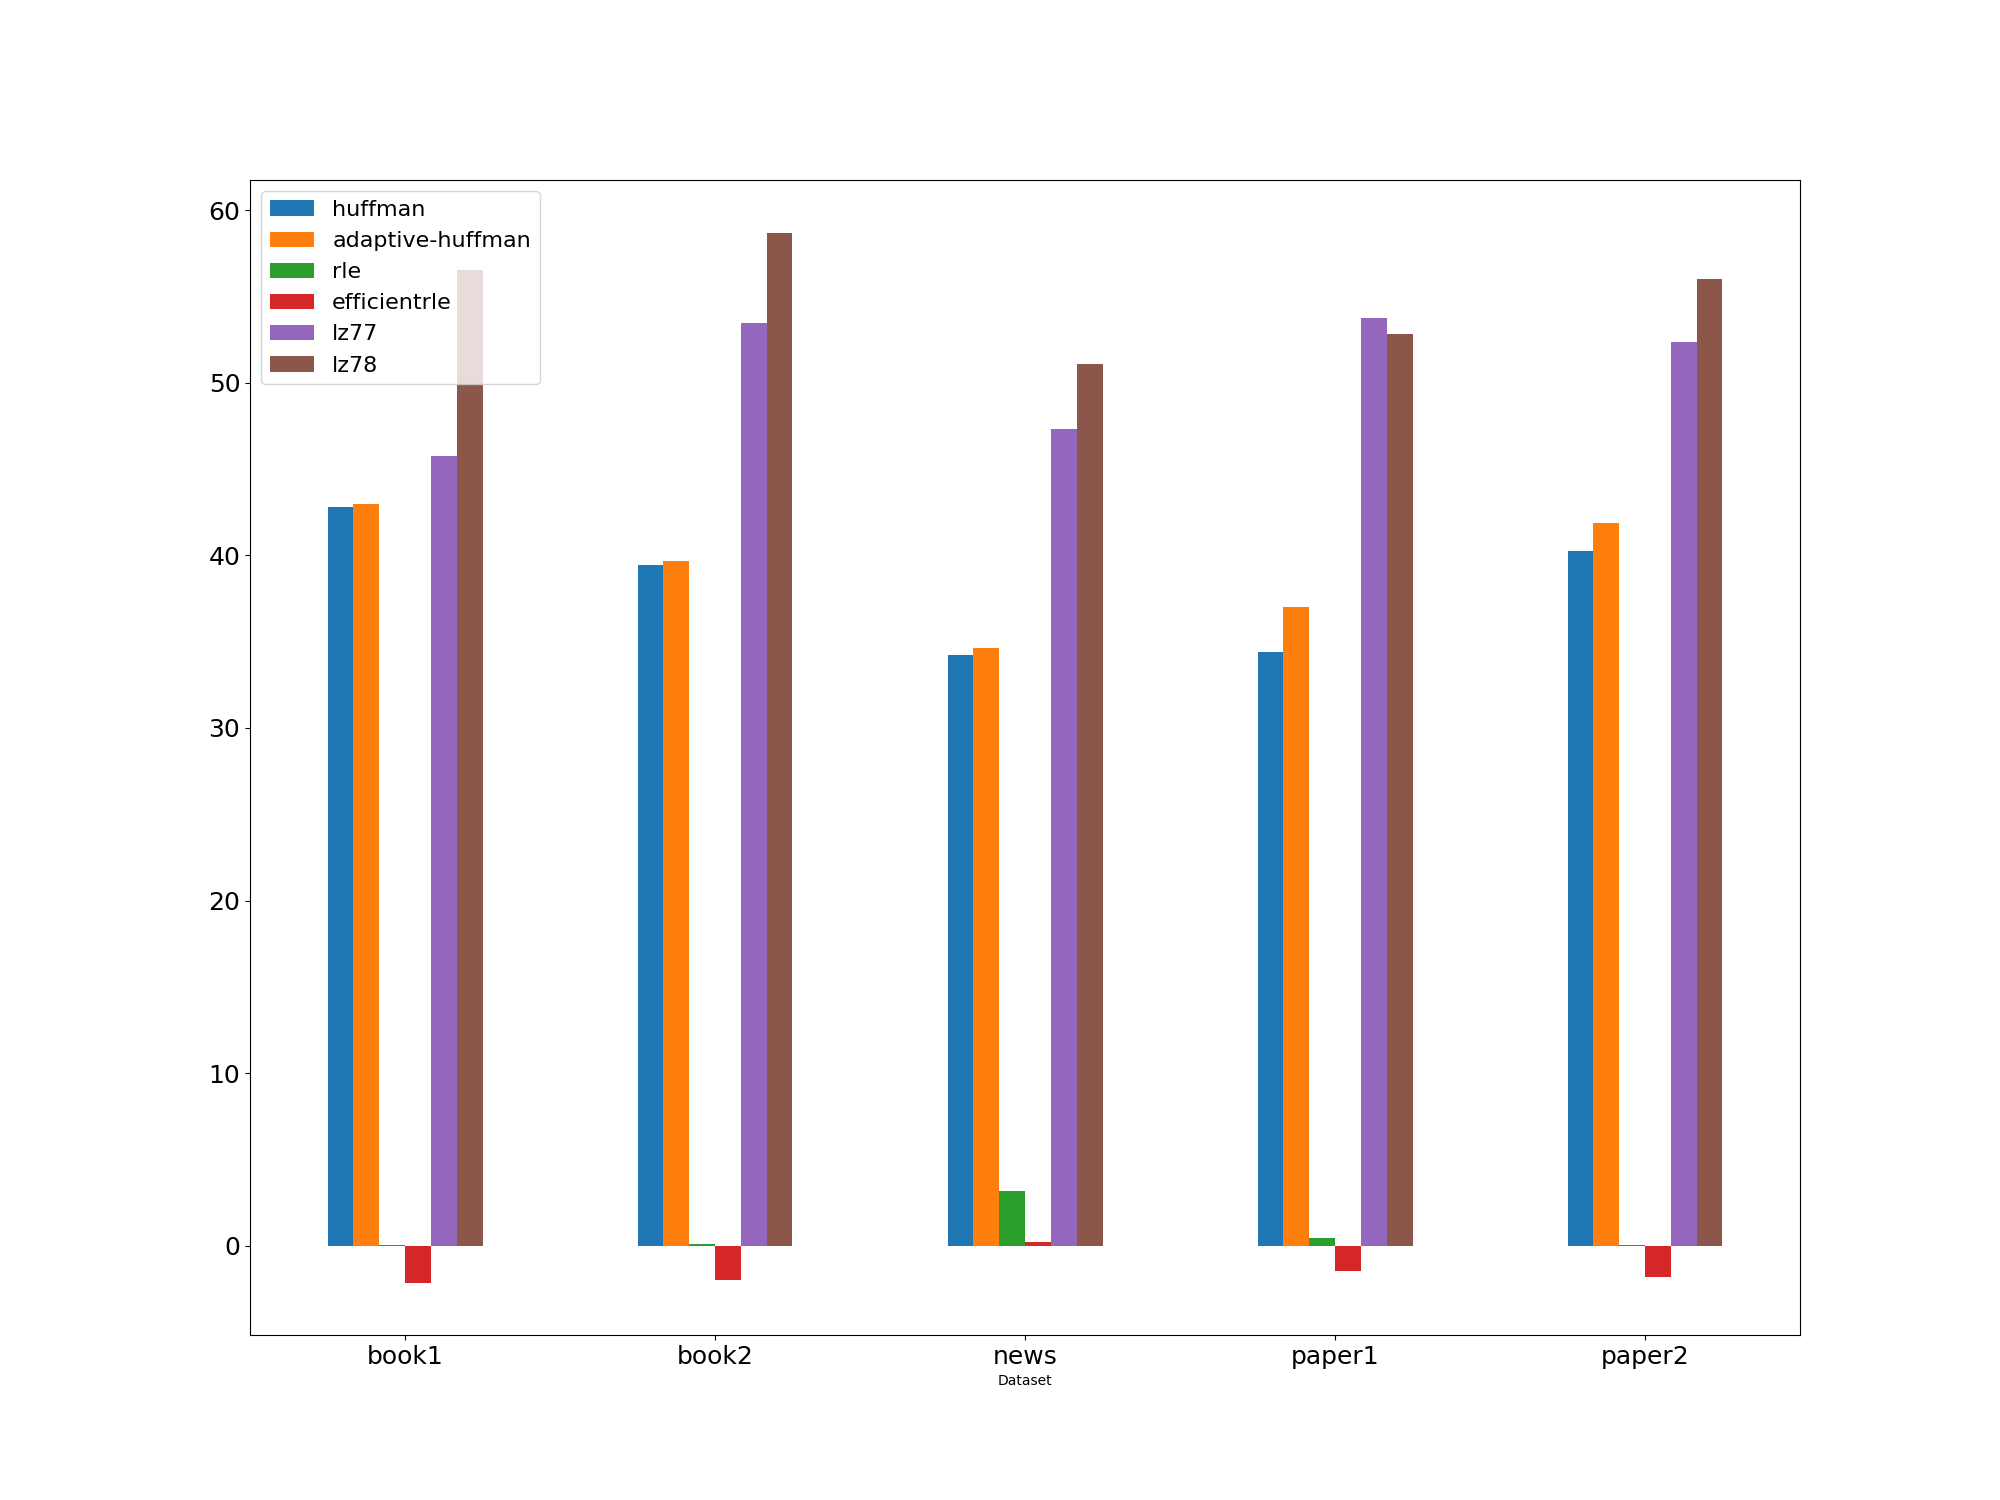 60
50
40
30
20
10
0
huffman
adaptive-huffman
rle
efficientrle
lz77
lz78
book1 book2 news paper1 paper2
Dataset